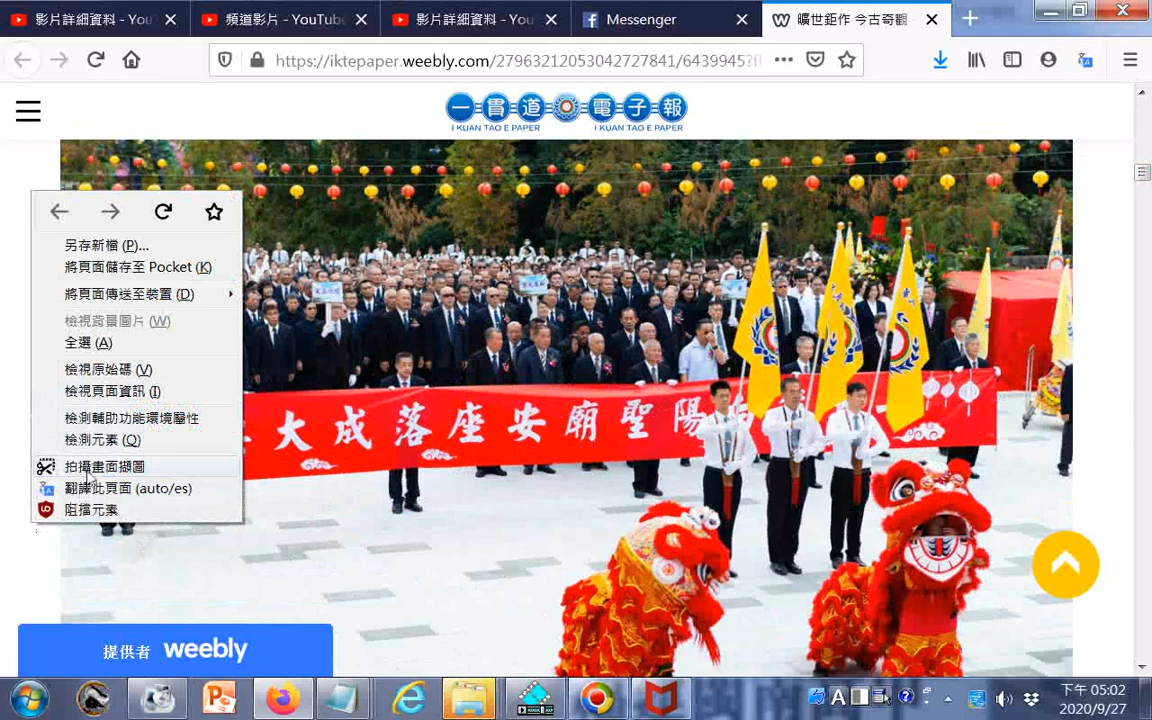 影片詳細資料 - YouTu
頻道影片 - YouTube
影片詳細資料 - You
Messenger
曠世鉅作 今古奇觀
https://iktepaper.weebly.com/27963212053042727841/6439945?fl
一貫道 電子報
I KUAN TAO E PAPER I KUAN TAO E PAPER
另存新檔 (P)...
將頁面儲存至 Pocket (K)
將頁面傳送至裝置 (D)
檢視背景圖片 (W)
全選 (A)
檢視原始碼 (V)
檢視頁面資訊 (I)
檢測輔助功能環境屬性
檢測元素 (Q)
拍攝畫面擷圖
翻譯此頁面 (auto/es)
阻擋元素
大成落座安廟聖陽
提供者 weebly
下午 05:02
2020/9/27